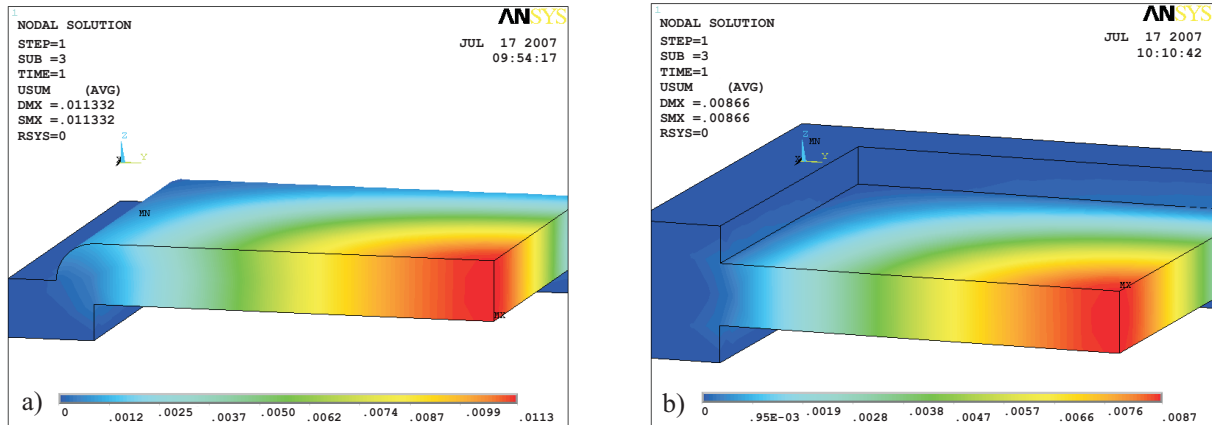 1
ANSYS
NODAL SOLUTION
STEP=1
SUB =3
TIME=1
USUM (AVG)
DMX =.011332
SMX =.011332
RSYS=0
JUL 17 2007
09:54:17
Z
X Y
MN
MX
a)
0 .0012 .0025 .0037 .0050 .0062 .0074 .0087 .0099 .0113
1
ANSYS
NODAL SOLUTION
STEP=1
SUB =3
TIME=1
USUM (AVG)
DMX =.00866
SMX =.00866
RSYS=0
JUL 17 2007
10:10:42
Z
MN
X Y
MX
b)
0 .95E-03 .0019 .0028 .0038 .0047 .0057 .0066 .0076 .0087